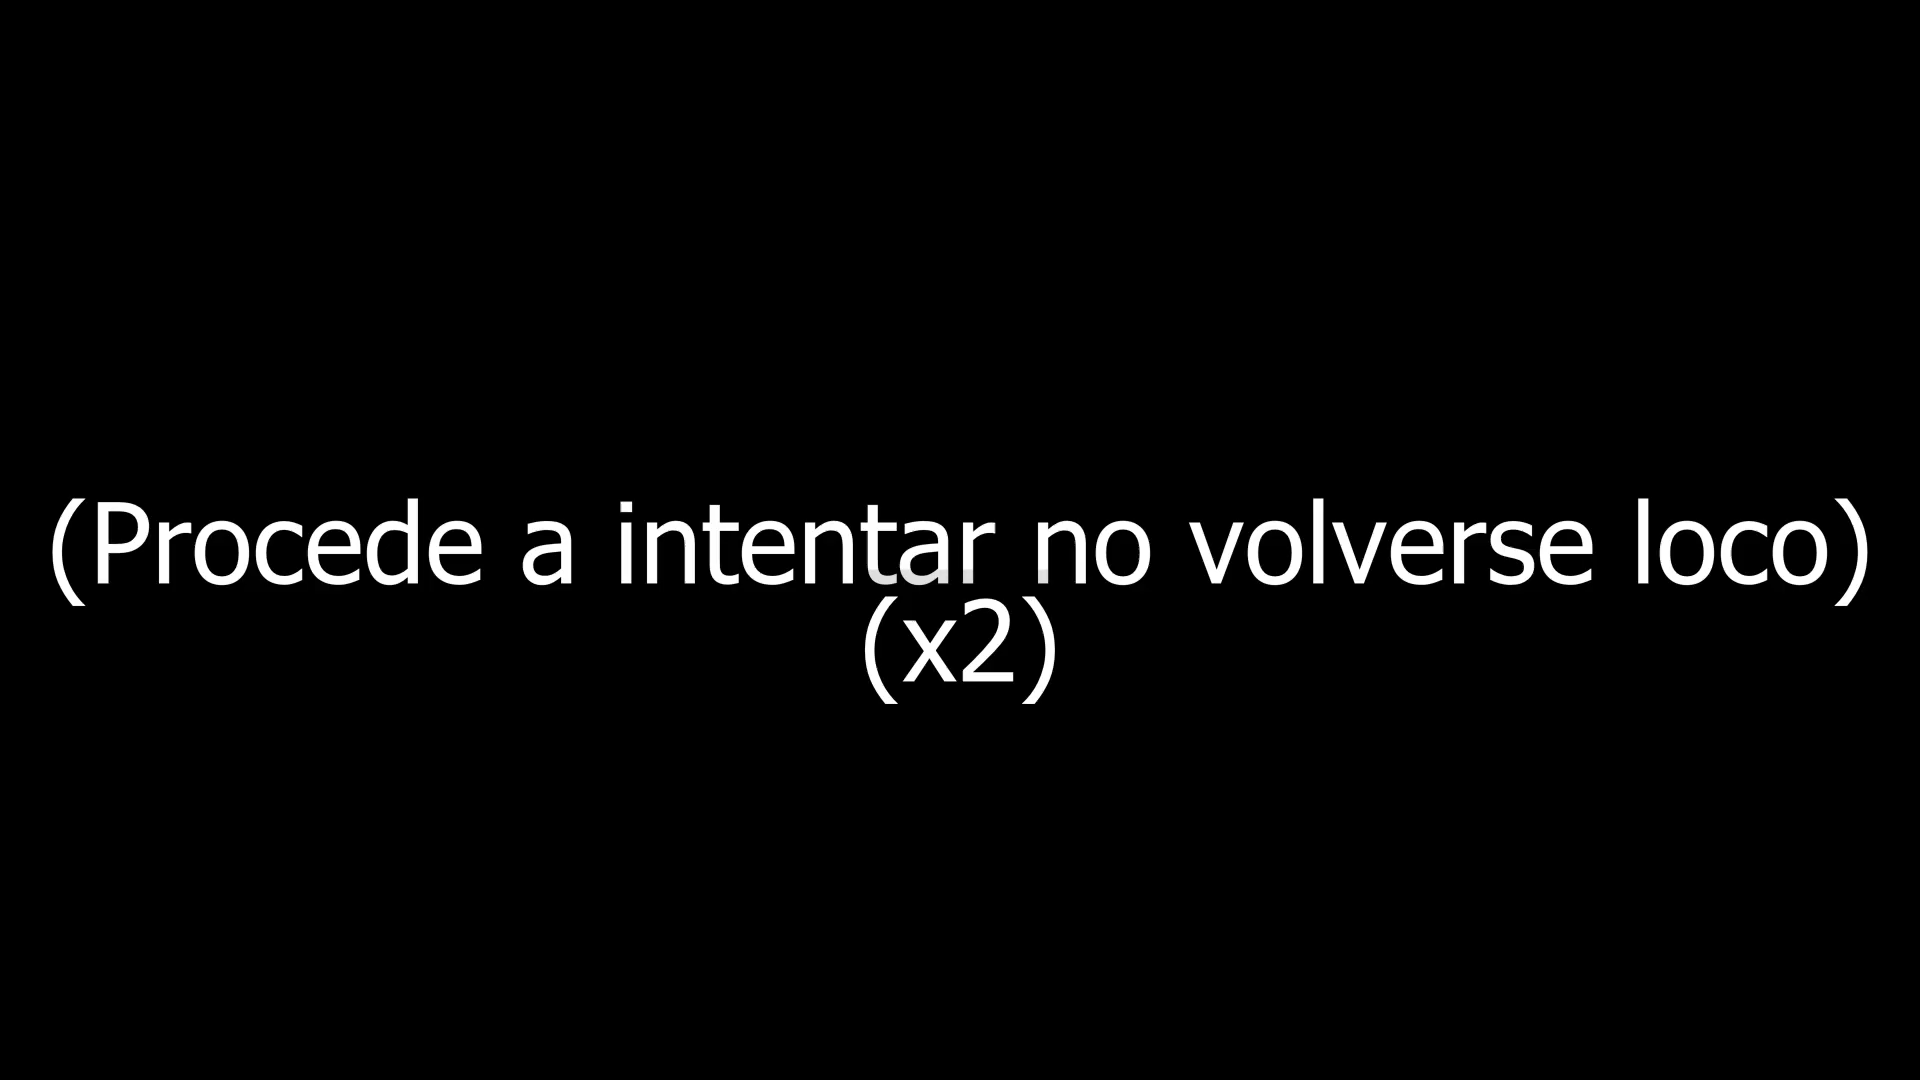 (Procede a intentar no volverse loco)
(x2)